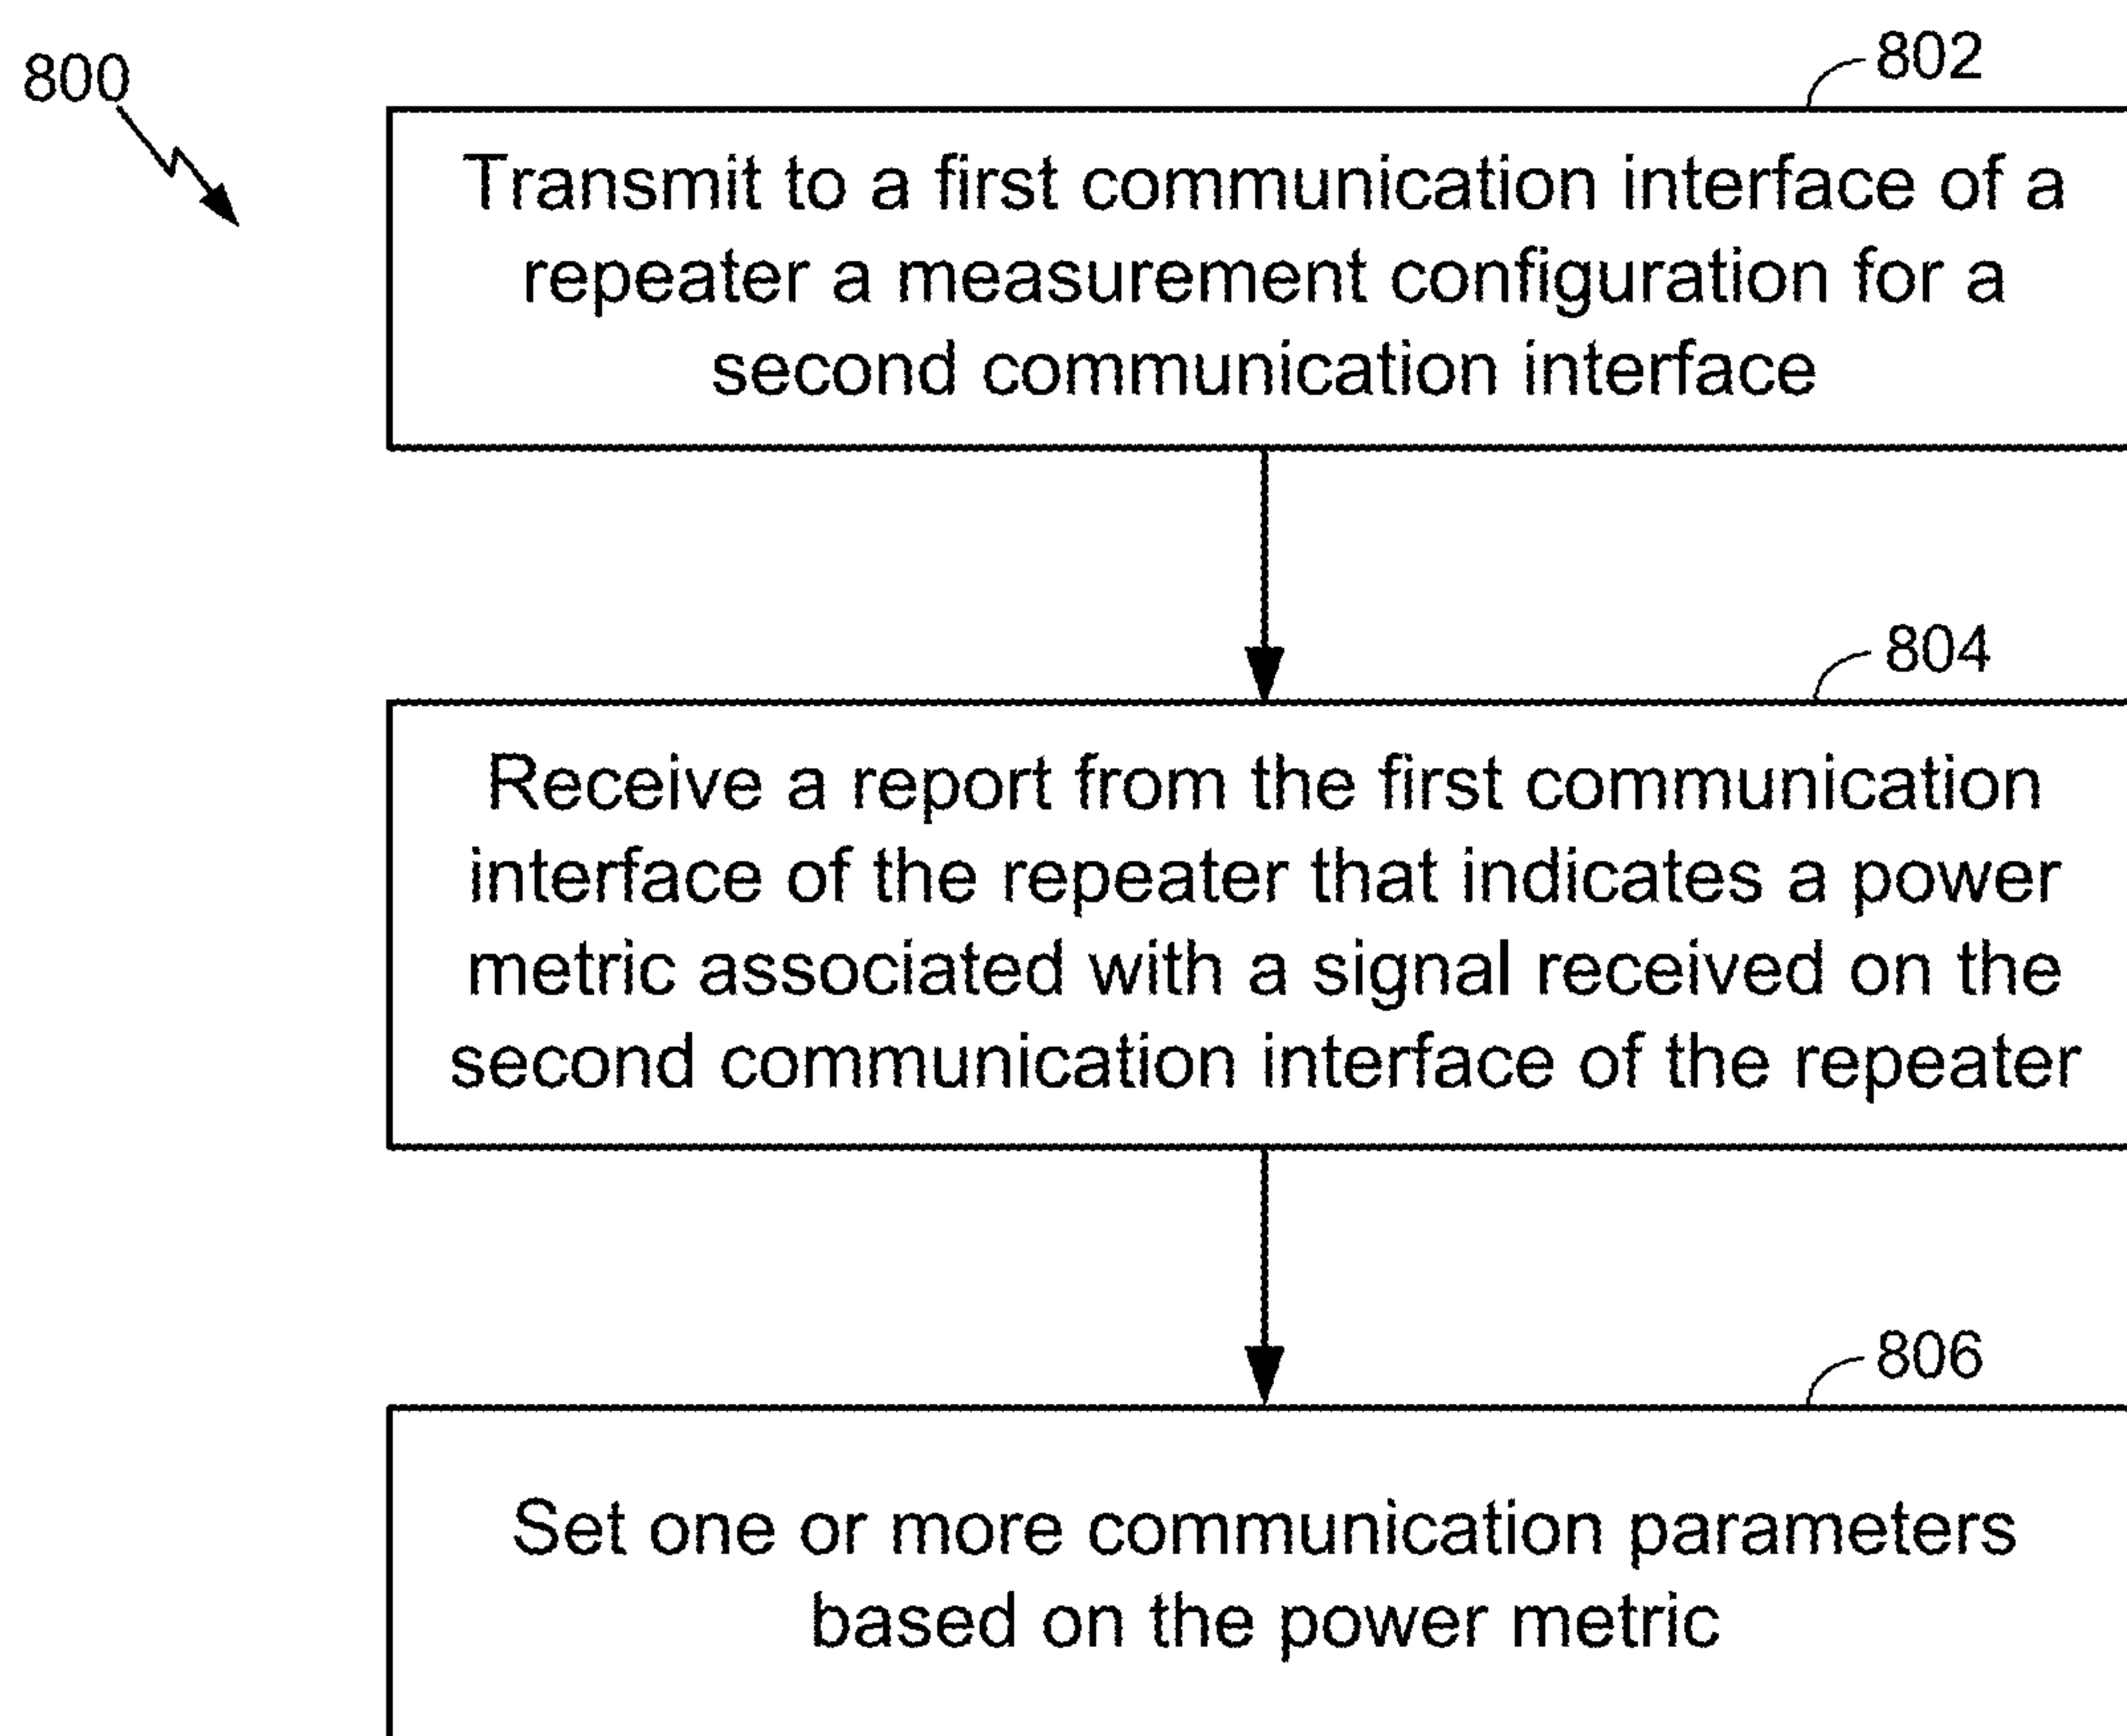 800
802
Transmit to a first communication interface of a
repeater a measurement configuration for a
second communication interface
804
Receive a report from the first communication
interface of the repeater that indicates a power
metric associated with a signal received on the
second communication interface of the repeater
806
Set one or more communication parameters
based on the power metric